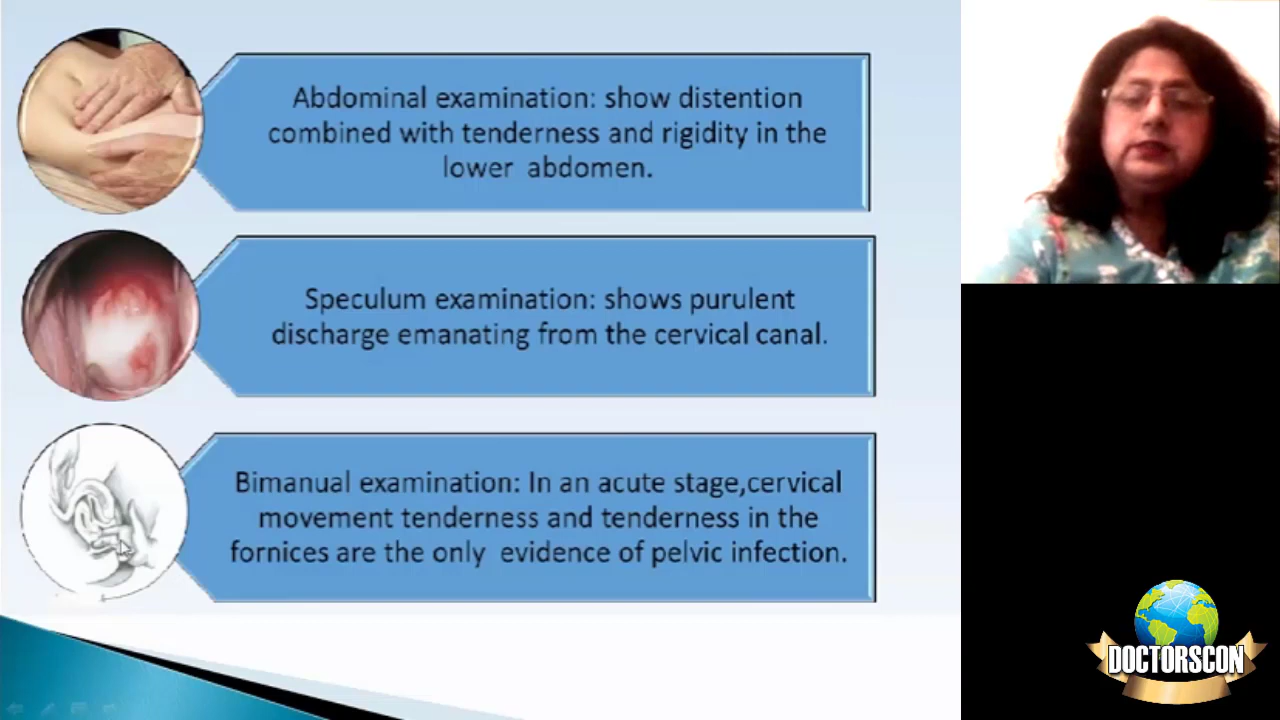 Abdominal examination: show distention
combined with tenderness and rigidity in the
lower abdomen.
Speculum examination: shows purulent
discharge emanating from the cervical canal.
Bimanual examination: In an acute stage,cervical
movement tenderness and tenderness in the
fornices are the only evidence of pelvic infection.
DOCTORSCON